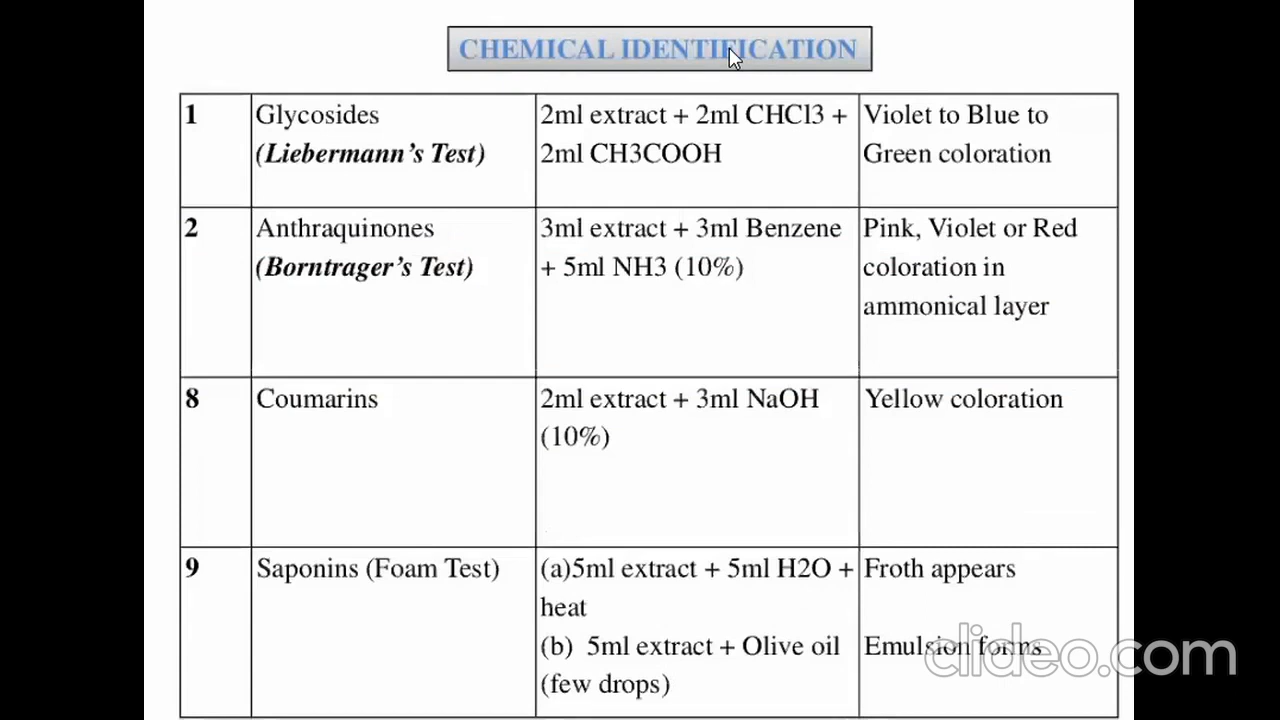 CHEMICAL IDENTIFICATION
1 Glycosides 2ml extract + 2ml CHCl3 + Violet to Blue to
(Liebermann's Test) 2ml CH3COOH Green coloration
2 Anthraquinones 3ml extract + 3ml Benzene Pink, Violet or Red
(Borntrager's Test) + 5ml NH3 (10%) coloration in
ammonical layer
8 Coumarins 2ml extract + 3ml NaOH Yellow coloration
(10%)
9 Saponins (Foam Test) (a)5ml extract + 5ml H2O + Froth appears
heat
(b) 5ml extract + Olive oil Emulsion forms
(few drops)
clideo.com